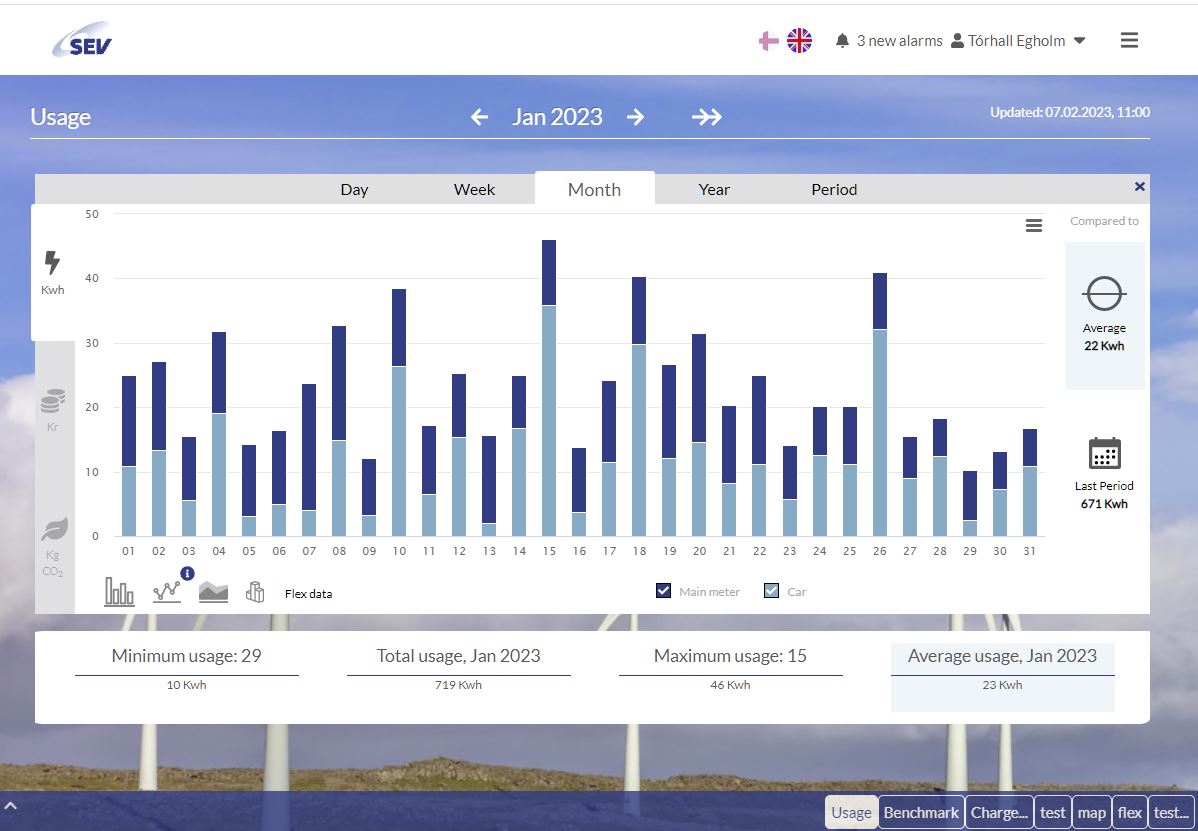 SEV
3 new alarms Tórhall Egholm
Usage
Jan 2023
Updated: 07.02.2023, 11:00
Day Week Month Year Period
Compared to
50
40
30
20
10
0
Kwh
Kr
Kg
CO₂
01 02 03 04 05 06 07 08 09 10 11 12 13 14 15 16 17 18 19 20 21 22 23 24 25 26 27 28 29 30 31
Average
22 Kwh
Last Period
671 Kwh
Flex data
Main meter Car
Minimum usage: 29
10 Kwh
Total usage, Jan 2023
719 Kwh
Maximum usage: 15
46 Kwh
Average usage, Jan 2023
23 Kwh
Usage Benchmark Charge... test map flex test...